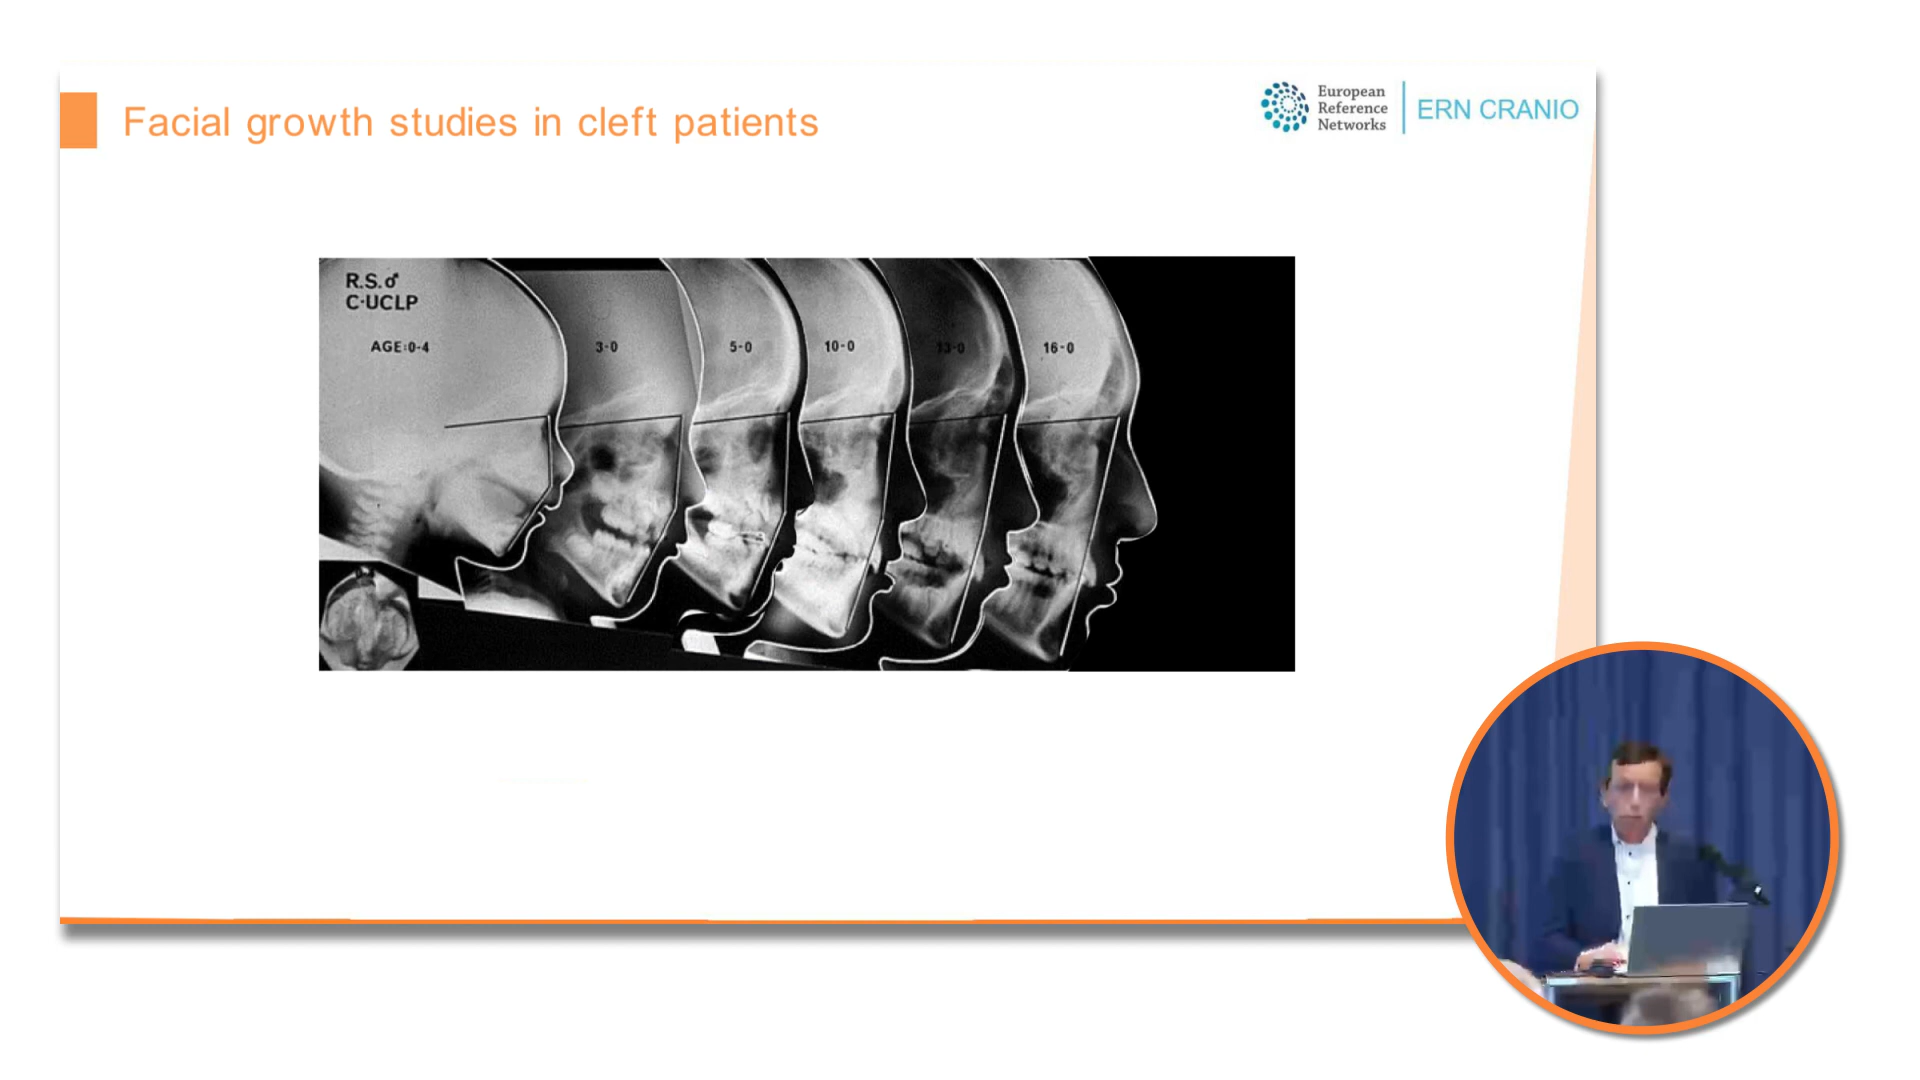 Facial growth studies in cleft patients
European
Reference
Networks
ERN CRANIO
R.S.♂
C·UCLP
AGE:0-4
3-0
5-0
10-0
13-0
16-0